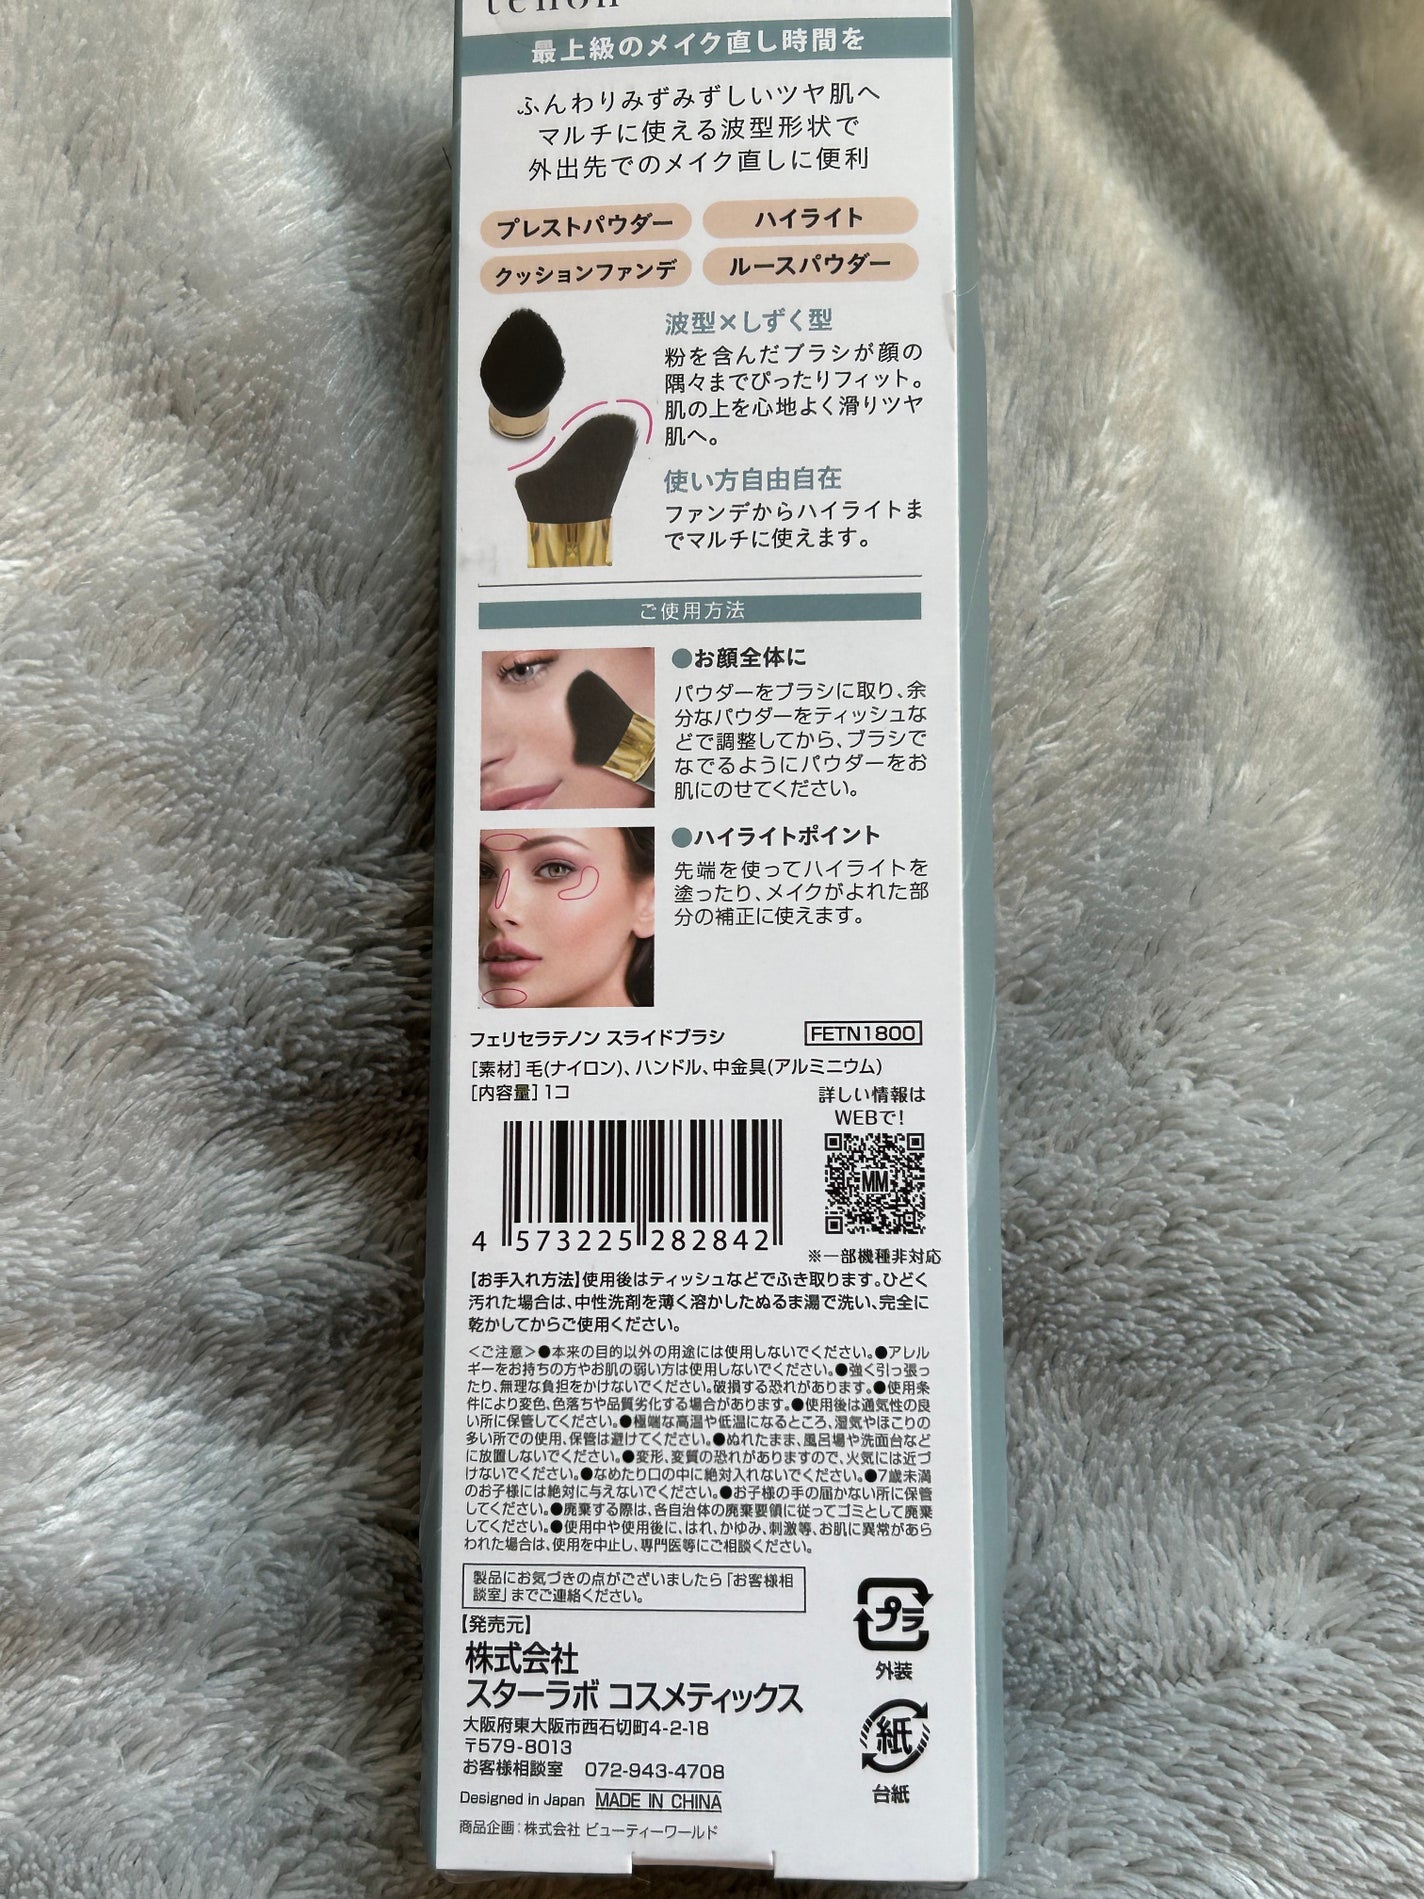 tenon
最上級のメイク直し時間を
ふんわりみずみずしいツヤ肌へ
マルチに使える波型形状で
外出先でのメイク直しに便利
プレストパウダー
ハイライト
クッションファンデ
ルースパウダー
波型×しずく型
粉を含んだブラシが顔の
隅々までぴったりフィット。
肌の上を心地よく滑りツヤ
肌へ。
使い方自由自在
ファンデからハイライトま
でマルチに使えます。
ご使用方法
●お顔全体に
パウダーをブラシに取り、余
分なパウダーをティッシュな
どで調整してから、ブラシで
なでるようにパウダーをお
肌にのせてください。
●ハイライトポイント
先端を使ってハイライトを
塗ったり、メイクがよれた部
分の補正に使えます。
フェリセラテノン スライドブラシ
FETN1800
[素材]毛(ナイロン)、ハンドル、中金具(アルミニウム)
[内容量]1コ
詳しい情報は
WEBで!
MM
4 573225 282842
※一部機種非対応
【お手入れ方法】使用後はティッシュなどでふき取ります。ひどく
汚れた場合は、中性洗剤を薄く溶かしたぬるま湯で洗い、完全に
乾かしてからご使用ください。
<ご注意>●本来の目的以外の用途には使用しないでください。●アレル
ギーをお持ちの方やお肌の弱い方は使用しないでください。●強く引っ張っ
たり、無理な負担をかけないでください。破損する恐れがあります。●使用条
件により変色、色落ちや品質劣化する場合があります。●使用後は通気性の良
い所に保管してください。●極端な高温や低温になるところ、湿気やほこりの
多い所での使用、保管は避けてください。●ぬれたまま、風呂場や洗面台など
に放置しないでください。●変形、変質の恐れがありますので、火気には近づ
けないでください。●なめたり口の中に絶対入れないでください。●7歳未満
のお子様には絶対に与えないでください。●お子様の手の届かない所に保管
してください。●廃棄する際は、各自治体の廃棄要領に従ってゴミとして廃棄
してください。●使用中や使用後に、はれ、かゆみ、刺激等、お肌に異常があら
われた場合は、使用を中止し、専門医等にご相談ください。
製品にお気づきの点がございましたら「お客様相
談室」までご連絡ください。
【発売元】
株式会社
スターラボ コスメティックス
大阪府東大阪市西石切町4-2-18
〒579-8013
お客様相談室 072-943-4708
Designed in Japan MADE IN CHINA
商品企画：株式会社 ビューティーワールド
プラ
外装
紙
台紙